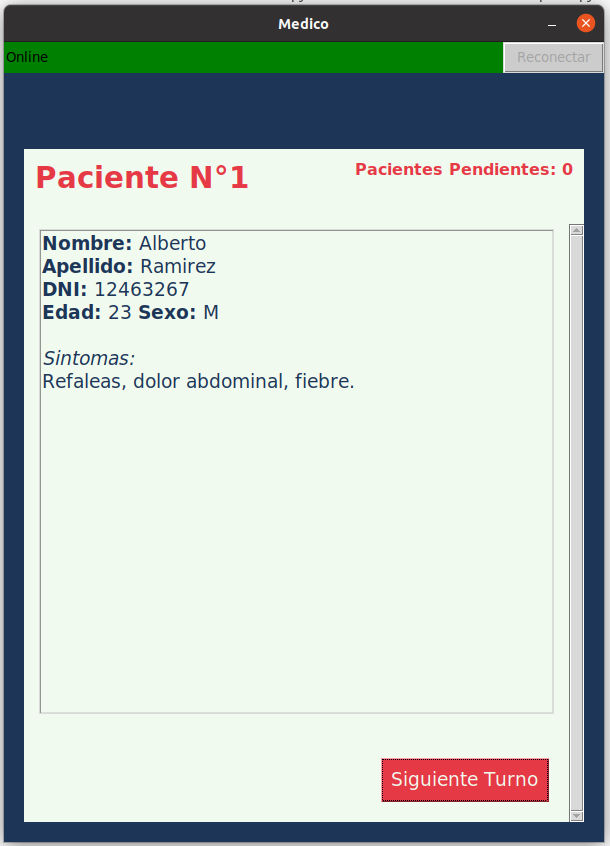 Medico
Online
Reconectar
Paciente N°1
Pacientes Pendientes: 0
Nombre: Alberto
Apellido: Ramirez
DNI: 12463267
Edad: 23 Sexo: M
Sintomas:
Refaleas, dolor abdominal, fiebre.
Siguiente Turno